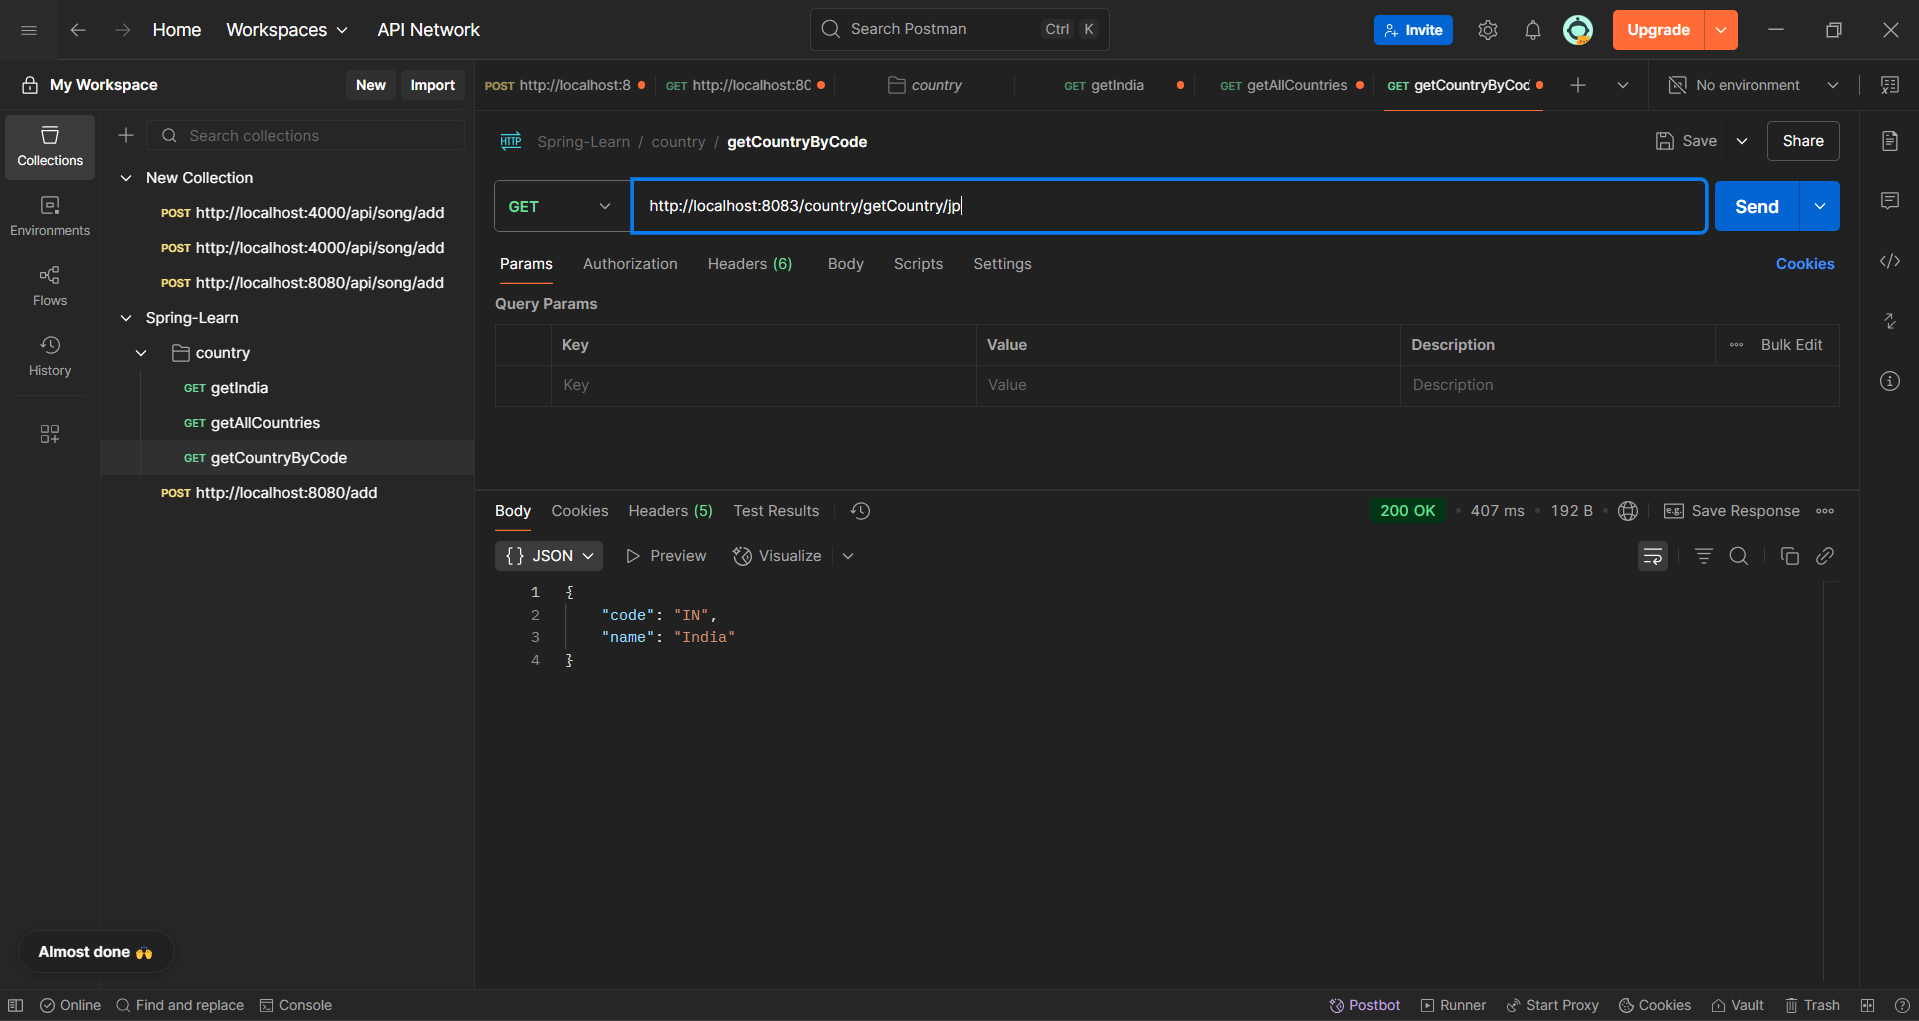 Home Workspaces API Network Search Postman Ctrl K Invite Upgrade
My Workspace New Import POST http://localhost:8 GET http://localhost:80 country GET getIndia GET getAllCountries GET getCountryByCod No environment
Collections
Environments
Flows
History
Search collections
New Collection
POST http://localhost:4000/api/song/add
POST http://localhost:4000/api/song/add
POST http://localhost:8080/api/song/add
Spring-Learn
country
GET getIndia
GET getAllCountries
GET getCountryByCode
POST http://localhost:8080/add
Almost done 🙌
HTTP Spring-Learn / country / getCountryByCode Save Share
GET http://localhost:8083/country/getCountry/jp Send
Params Authorization Headers (6) Body Scripts Settings Cookies
Query Params
Key Value Description Bulk Edit
Key Value Description
Body Cookies Headers (5) Test Results 200 OK • 407 ms • 192 B • e.g. Save Response
{} JSON Preview Visualize
1 {
2 "code": "IN",
3 "name": "India"
4 }
Online Find and replace Console Postbot Runner Start Proxy Cookies Vault Trash